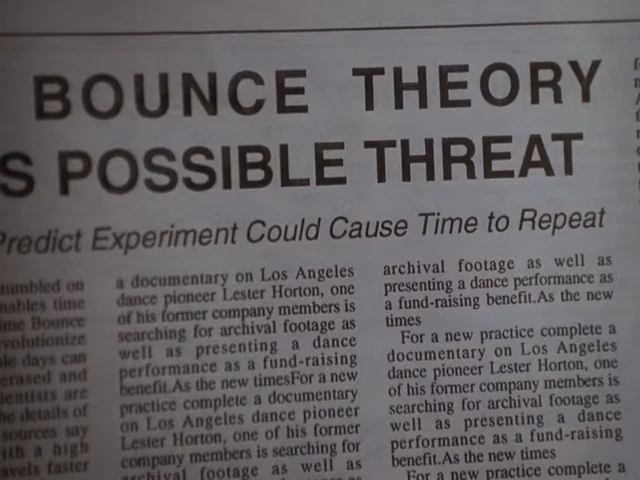 BOUNCE THEORY
S POSSIBLE THREAT
Predict Experiment Could Cause Time to Repeat
tumbled on
nables time
ime Bounce
volutionize
le days can
erased and
ientists are
he details of
sources say
ith a high
avels faster
a documentary on Los Angeles
dance pioneer Lester Horton, one
of his former company members is
searching for archival footage as
well as presenting a dance
performance as a fund-raising
benefit.As the new timesFor a new
practice complete a documentary
on Los Angeles dance pioneer
Lester Horton, one of his former
company members is searching for
archival footage as well as
archival footage as well as
presenting a dance performance as
a fund-raising benefit.As the new
times
For a new practice complete a
documentary on Los Angeles
dance pioneer Lester Horton, one
of his former company members is
searching for archival footage as
well as presenting a dance
performance as a fund-raising
benefit.As the new times
For a new practice complete a